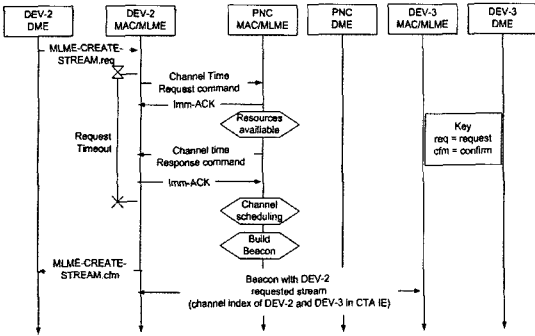 DEV-2
DME
DEV-2
MAC/MLME
PNC
MAC/MLME
PNC
DME
DEV-3
MAC/MLME
DEV-3
DME
MLME-CREATE-
STREAM.req
Channel Time
Request command
Imm-ACK
Resources
available
Request
Timeout
Key
req = request
cfm = confirm
Channel time
Response command
Imm-ACK
Channel
scheduling
Build
Beacon
MLME-CREATE-
STREAM.cfm
Beacon with DEV-2
requested stream
(channel index of DEV-2 and DEV-3 in CTA IE)